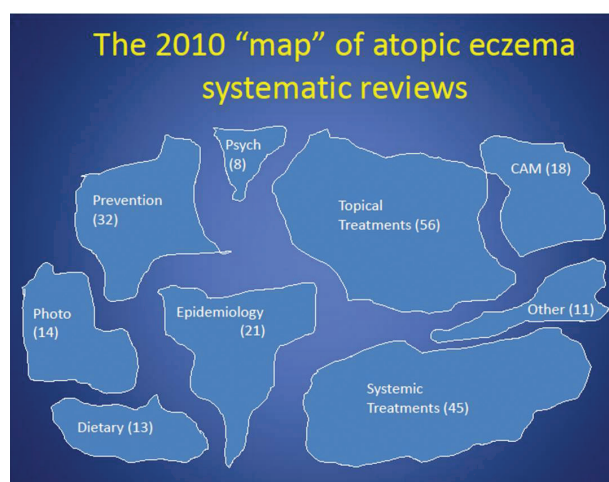 The 2010 “map” of atopic eczema
systematic reviews
Psych
(8)
CAM (18)
Prevention
(32)
Topical
Treatments (56)
Photo
(14)
Epidemiology
(21)
Other (11)
Systemic
Treatments (45)
Dietary (13)